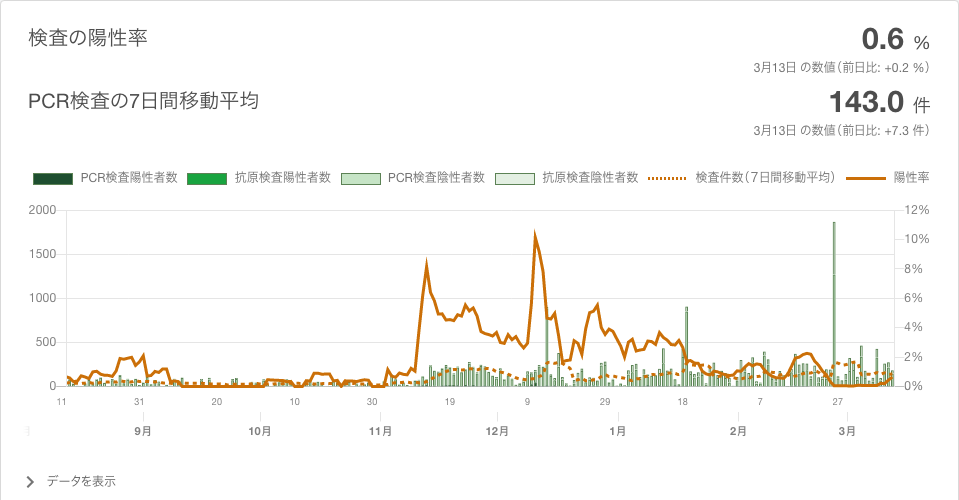 検査の陽性率
0.6 %
3月13日 の数値（前日比: +0.2 %）
PCR検査の7日間移動平均
143.0 件
3月13日 の数値（前日比: +7.3 件）
PCR検査陽性者数 抗原検査陽性者数 PCR検査陰性者数 抗原検査陰性者数 検査件数（7日間移動平均） 陽性率
2000 12%
10%
1500
8%
1000 6%
4%
500
2%
0 0%
11 31 20 10 30 19 9 29 18 7 27
9月 10月 11月 12月 1月 2月 3月
データを表示